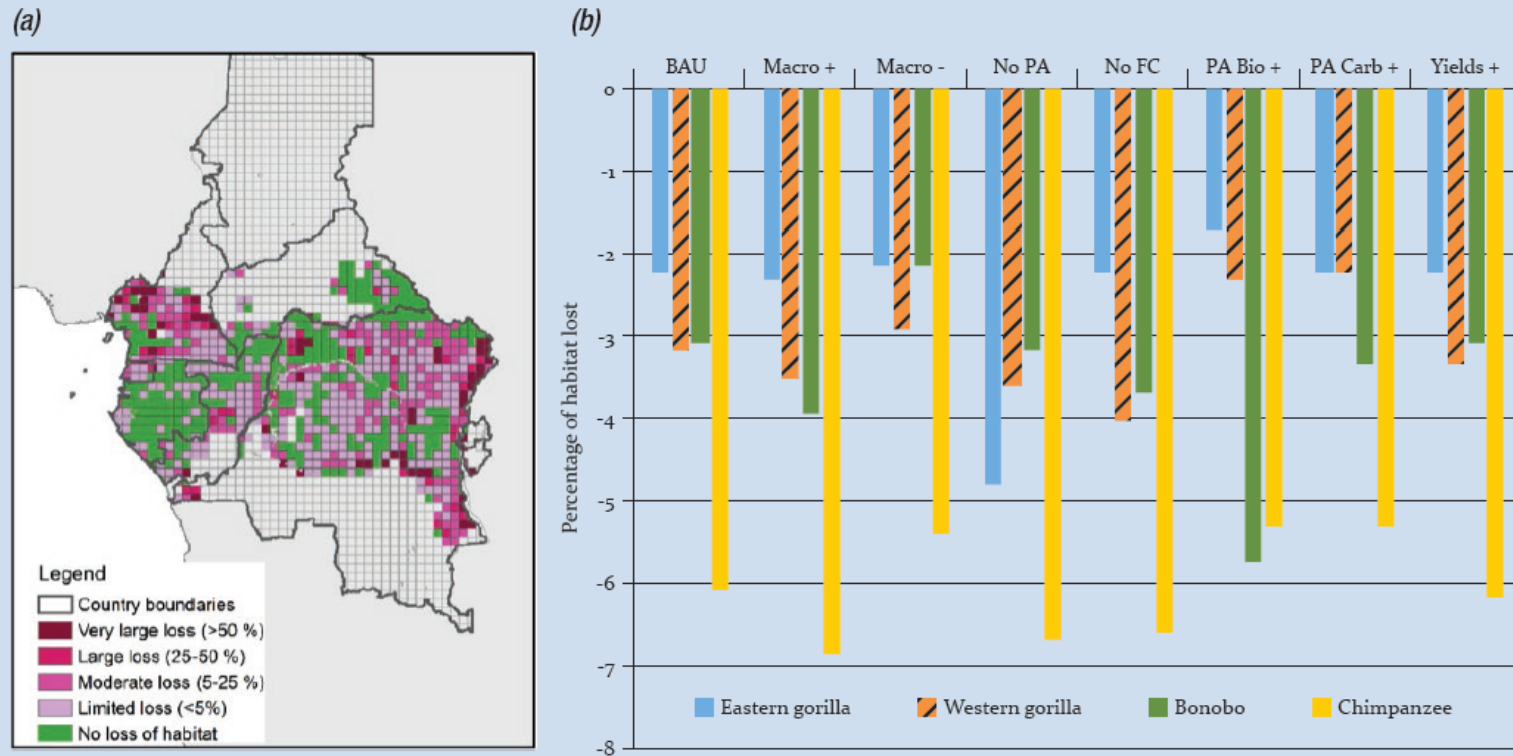 (a)
Legend
Country boundaries
Very large loss (>50 %)
Large loss (25-50 %)
Moderate loss (5-25 %)
Limited loss (<5%)
No loss of habitat
(b)
BAU Macro + Macro - No PA No FC PA Bio + PA Carb + Yields +
Percentage of habitat lost
0
-1
-2
-3
-4
-5
-6
-7
-8
Eastern gorilla Western gorilla Bonobo Chimpanzee